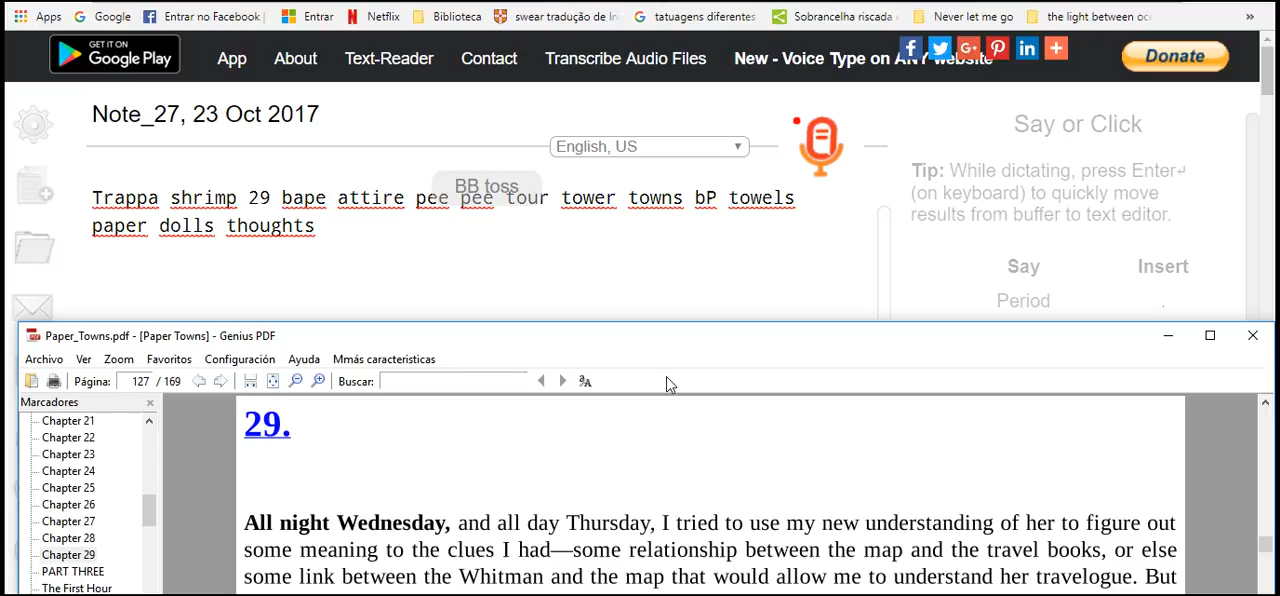 Apps Google Entrar no Facebook | Entrar Netflix Biblioteca swear tradução de In tatuagens diferentes Sobrancelha riscada Never let me go the light between oc »
GET IT ON Google Play App About Text-Reader Contact Transcribe Audio Files New - Voice Type on ANY website Donate
Note_27, 23 Oct 2017
Say or Click
English, US
Tip: While dictating, press Enter↵
(on keyboard) to quickly move
results from buffer to text editor.
BB toss
Trappa shrimp 29 bape attire pee pee tour tower towns bP towels
paper dolls thoughts
Say Insert
Period .
Paper_Towns.pdf - [Paper Towns] - Genius PDF
Archivo Ver Zoom Favoritos Configuración Ayuda Mmás caracteristicas
Página: 127 / 169 Buscar:
Marcadores
Chapter 21
Chapter 22
Chapter 23
Chapter 24
Chapter 25
Chapter 26
Chapter 27
Chapter 28
Chapter 29
PART THREE
The First Hour
29.
All night Wednesday, and all day Thursday, I tried to use my new understanding of her to figure out
some meaning to the clues I had—some relationship between the map and the travel books, or else
some link between the Whitman and the map that would allow me to understand her travelogue. But